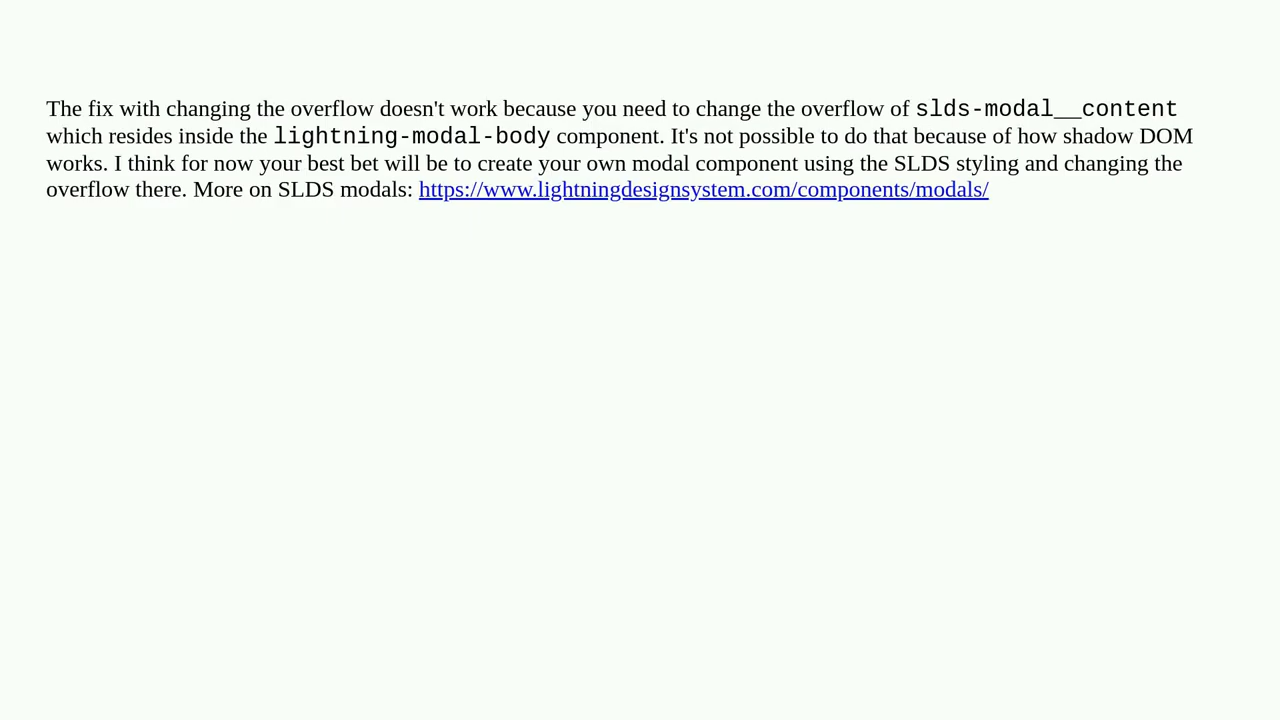 The fix with changing the overflow doesn't work because you need to change the overflow of slds-modal__content
which resides inside the lightning-modal-body component. It's not possible to do that because of how shadow DOM
works. I think for now your best bet will be to create your own modal component using the SLDS styling and changing the
overflow there. More on SLDS modals: https://www.lightningdesignsystem.com/components/modals/